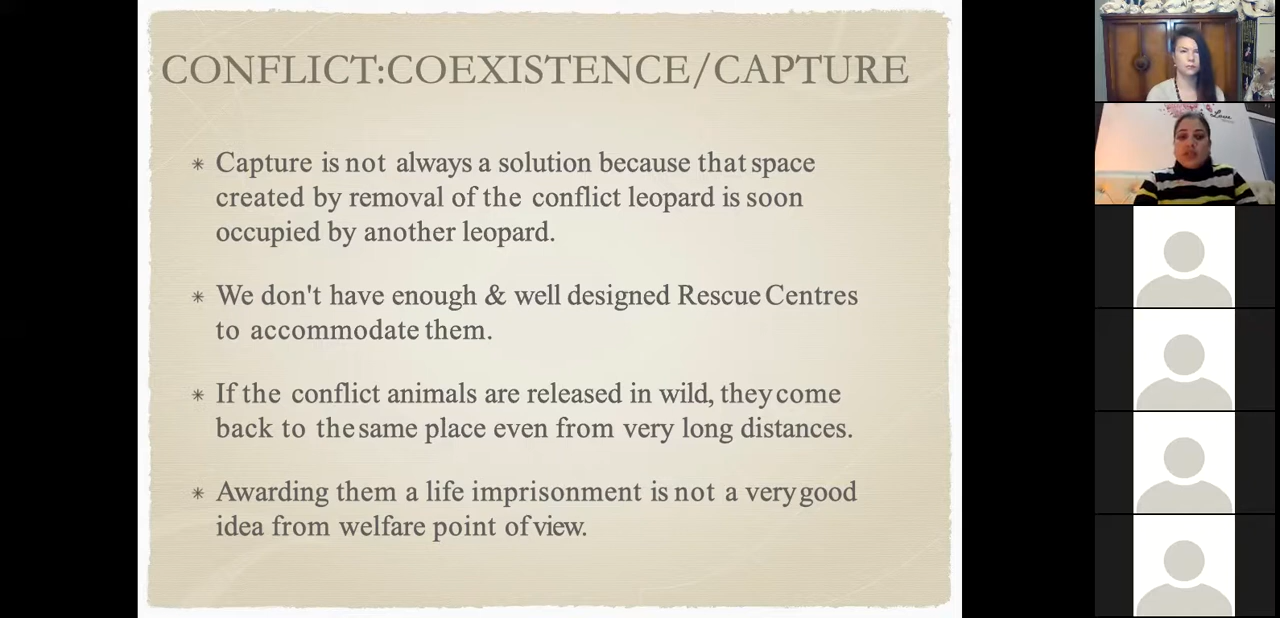 CONFLICT:COEXISTENCE/CAPTURE
* Capture is not always a solution because that space
created by removal of the conflict leopard is soon
occupied by another leopard.
* We don't have enough & well designed Rescue Centres
to accommodate them.
* If the conflict animals are released in wild, they come
back to the same place even from very long distances.
* Awarding them a life imprisonment is not a very good
idea from welfare point of view.